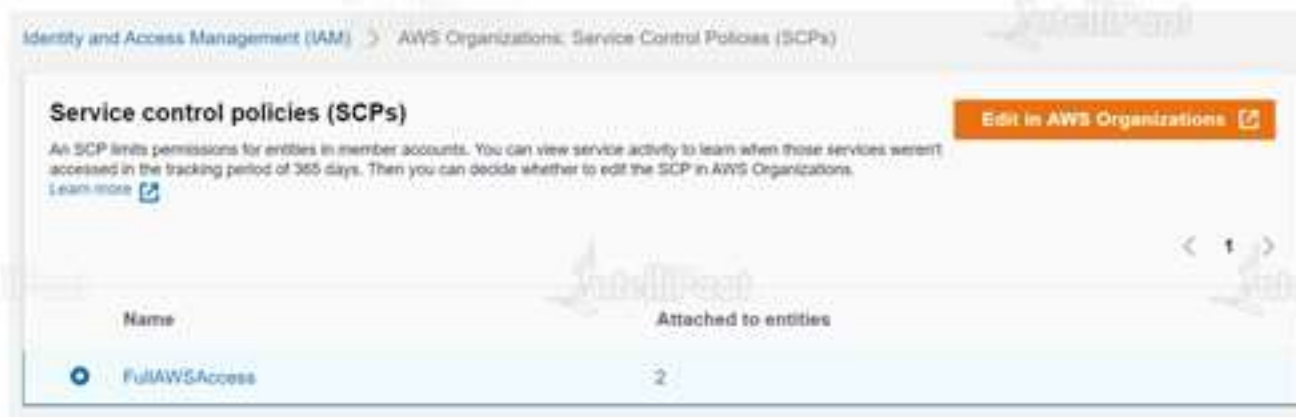 Identity and Access Management (IAM) > AWS Organizations: Service Control Policies (SCPs)
Service control policies (SCPs)
Edit in AWS Organizations
An SCP limits permissions for entities in member accounts. You can view service activity to learn when those services weren't
accessed in the tracking period of 365 days. Then you can decide whether to edit the SCP in AWS Organizations.
Learn more
< 1 >
Name Attached to entities
FullAWSAccess 2
Intellipaat